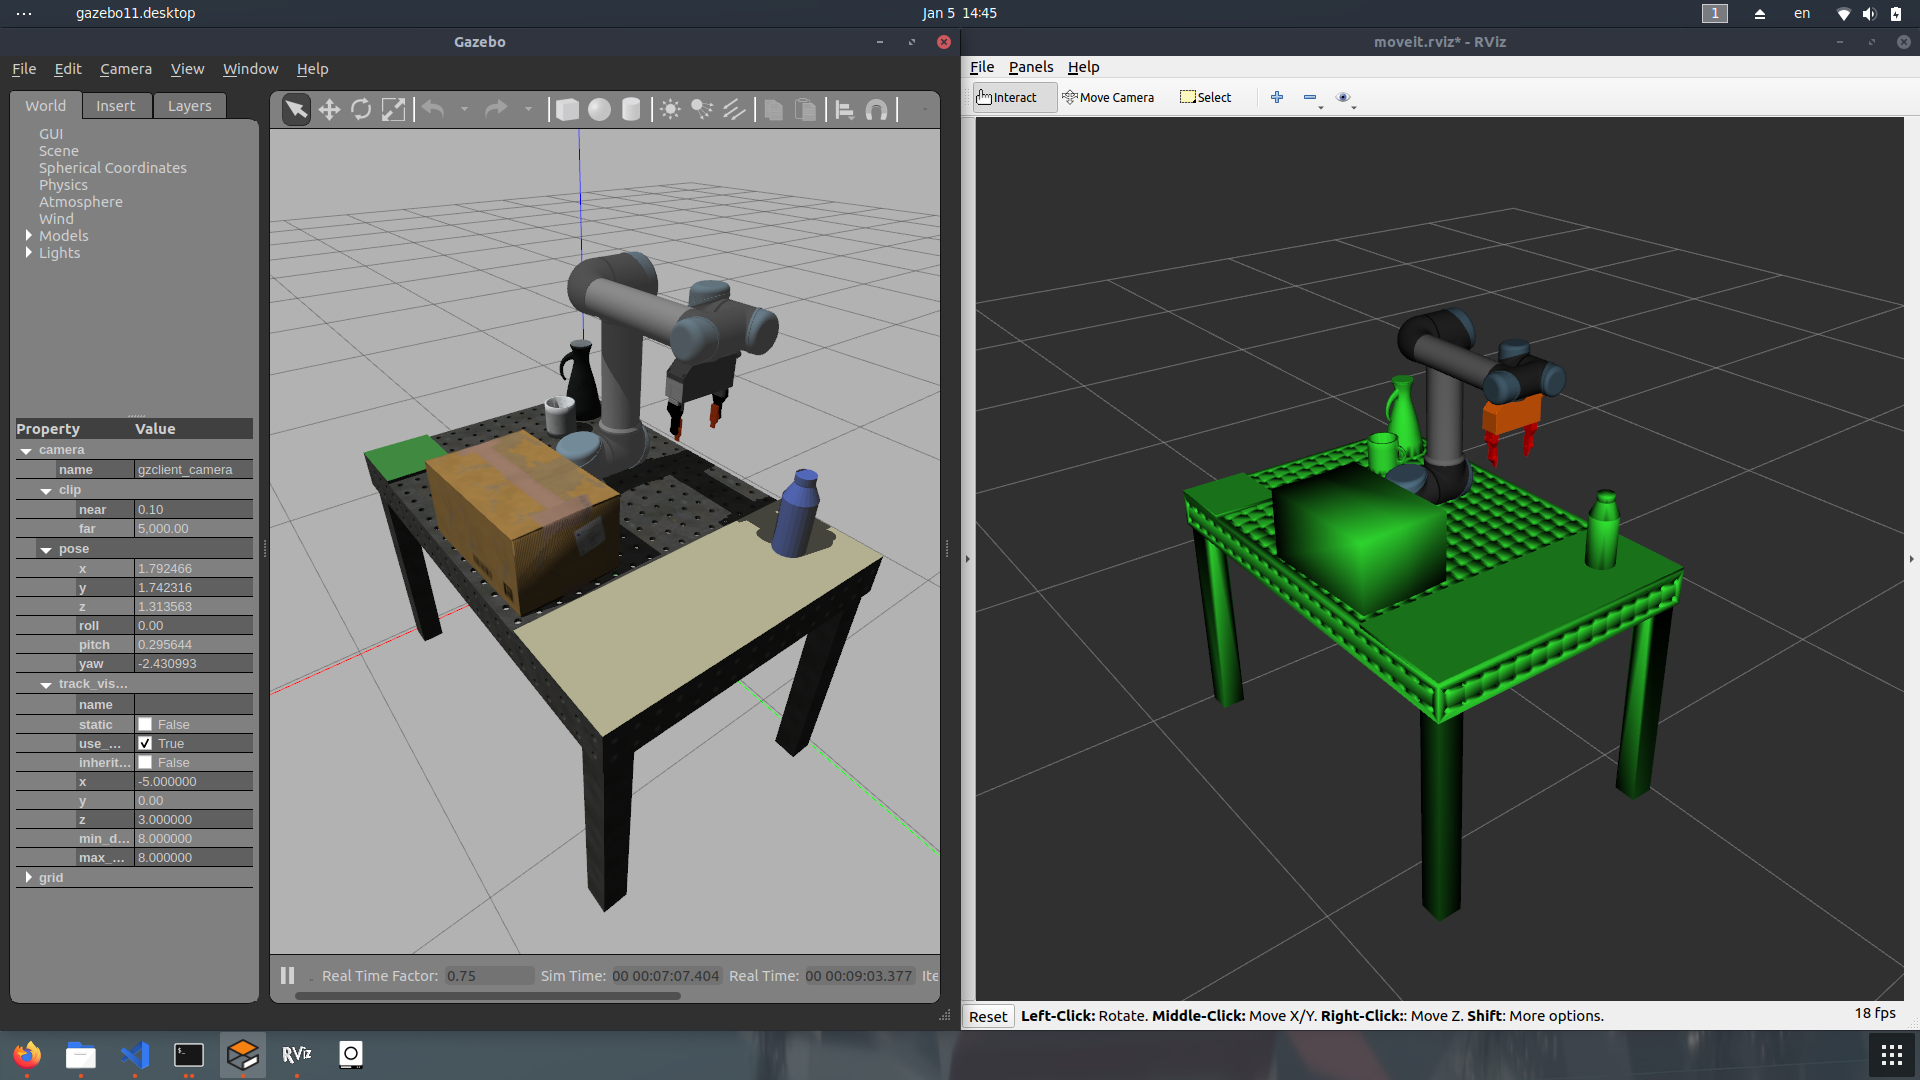 gazebo11.desktop
Jan 5 14:45
1
en
Gazebo
File Edit Camera View Window Help
World Insert Layers
GUI
Scene
Spherical Coordinates
Physics
Atmosphere
Wind
Models
Lights
Property Value
camera
name gzclient_camera
clip
near 0.10
far 5,000.00
pose
x 1.792466
y 1.742316
z 1.313563
roll 0.00
pitch 0.295644
yaw -2.430993
track_vis...
name
static False
use_... True
inherit... False
x -5.000000
y 0.00
z 3.000000
min_d... 8.000000
max_... 8.000000
grid
Real Time Factor: 0.75 Sim Time: 00 00:07:07.404 Real Time: 00 00:09:03.377 Ite
moveit.rviz* - RViz
File Panels Help
Interact Move Camera Select
Reset Left-Click: Rotate. Middle-Click: Move X/Y. Right-Click:: Move Z. Shift: More options. 18 fps
RViz